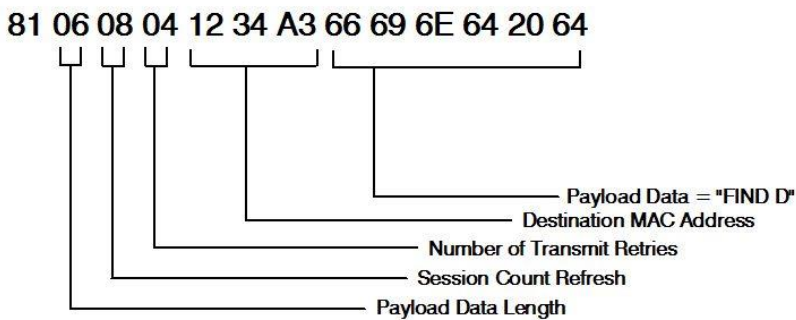 81 06 08 04 12 34 A3 66 69 6E 64 20 64
Payload Data = "FIND D"
Destination MAC Address
Number of Transmit Retries
Session Count Refresh
Payload Data Length